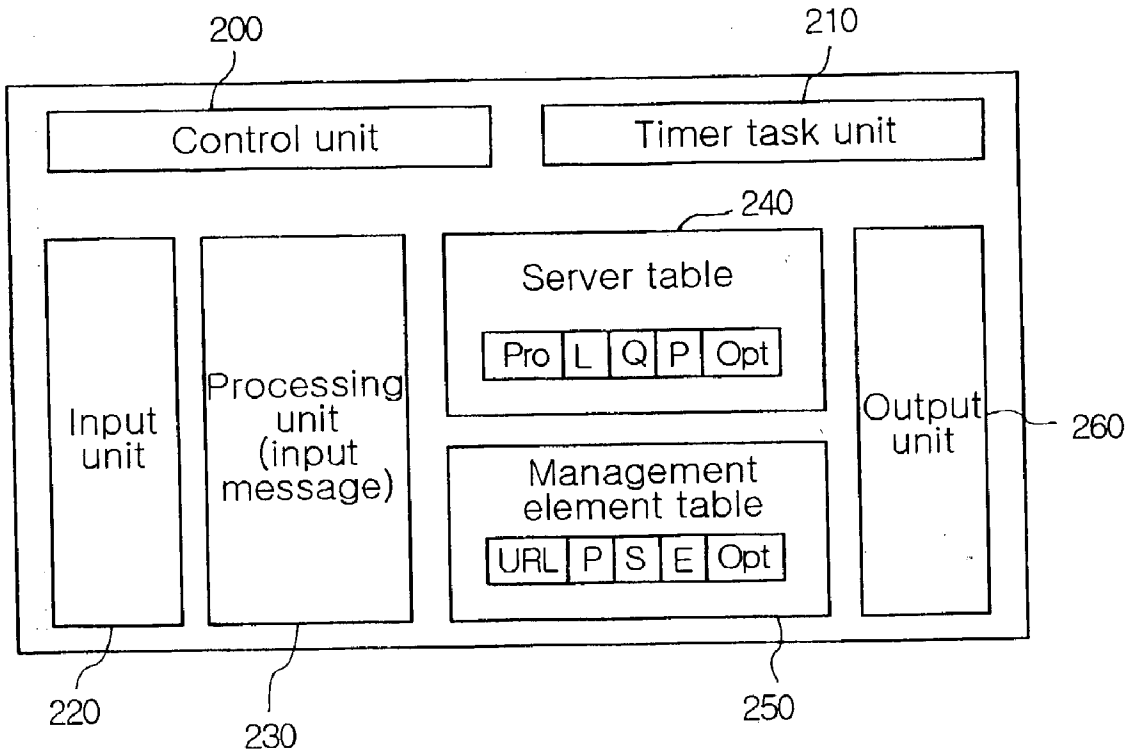 200
210
Control unit
Timer task unit
240
Server table
Pro L Q P Opt
Input
unit
Processing
unit
(input
message)
Output
unit
260
Management
element table
URL P S E Opt
220
230
250